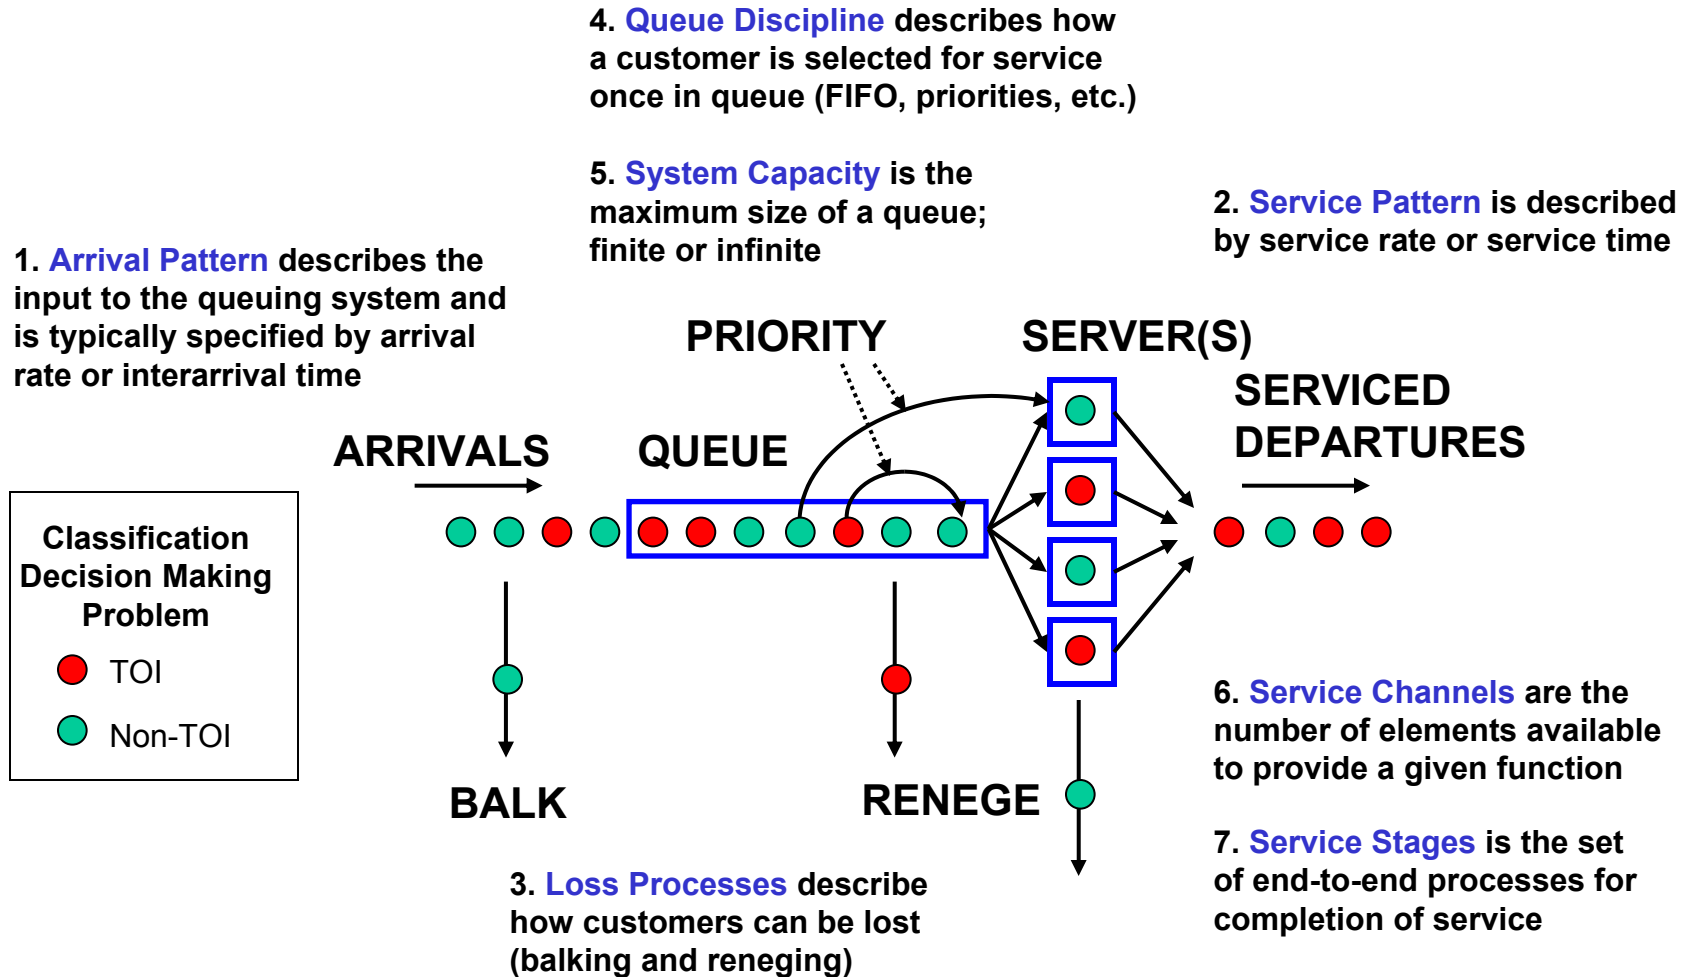 4. Queue Discipline describes how
a customer is selected for service
once in queue (FIFO, priorities, etc.)
5. System Capacity is the
maximum size of a queue;
finite or infinite
2. Service Pattern is described
by service rate or service time
1. Arrival Pattern describes the
input to the queuing system and
is typically specified by arrival
rate or interarrival time
PRIORITY
SERVER(S)
SERVICED
DEPARTURES
ARRIVALS
QUEUE
Classification
Decision Making
Problem
TOI
Non-TOI
BALK
RENEGE
6. Service Channels are the
number of elements available
to provide a given function
7. Service Stages is the set
of end-to-end processes for
completion of service
3. Loss Processes describe
how customers can be lost
(balking and reneging)